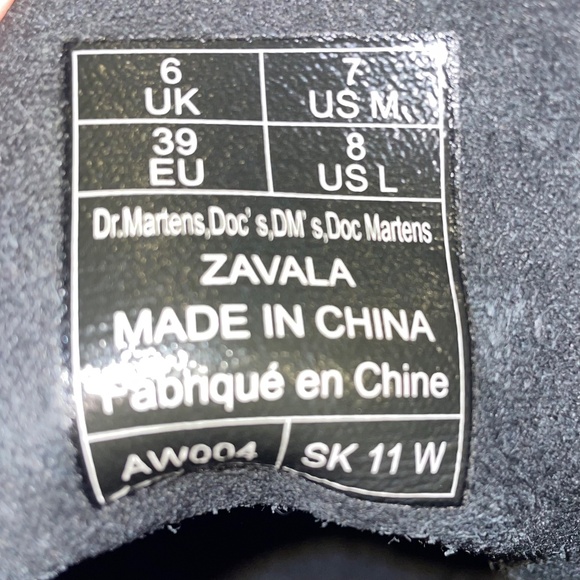 6 7
UK US M
39 8
EU US L
Dr.Martens,Doc's,DM's,Doc Martens
ZAVALA
MADE IN CHINA
Fabriqué en Chine
AW004 SK 11 W